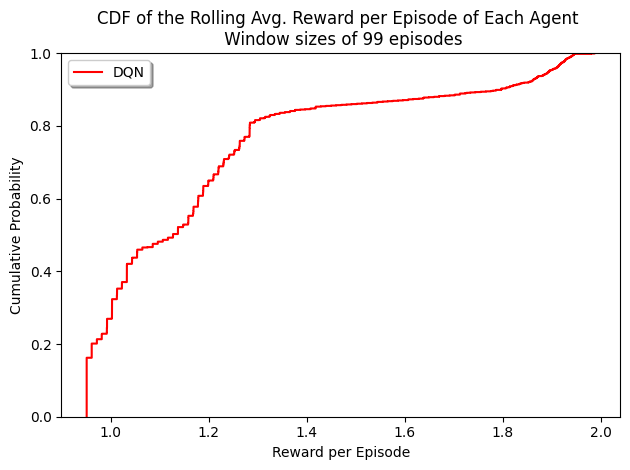 CDF of the Rolling Avg. Reward per Episode of Each Agent
Window sizes of 99 episodes
DQN
Cumulative Probability
1.0
0.8
0.6
0.4
0.2
0.0
1.0 1.2 1.4 1.6 1.8 2.0
Reward per Episode